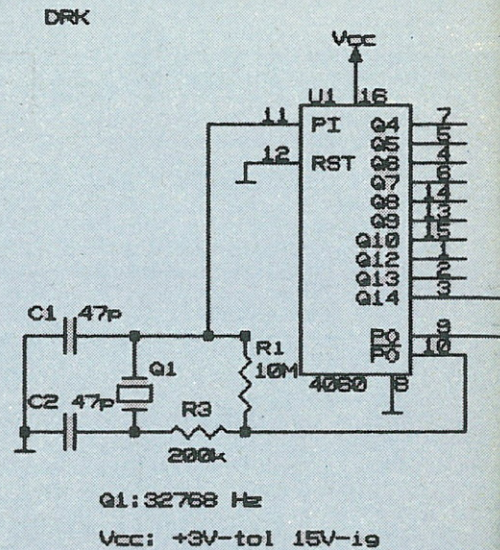 DRK
Vcc
U1 16
11 PI Q4 7
Q5 5
12 RST Q6 4
Q7 6
Q8 14
Q9 13
Q10 15
Q12 1
Q13 2
Q14 3
PO 9
PO 10
4060 8
C1 47p
Q1
R1
10M
C2 47p
R3
200k
Q1:32768 Hz
Vcc: +3V-tol 15V-ig